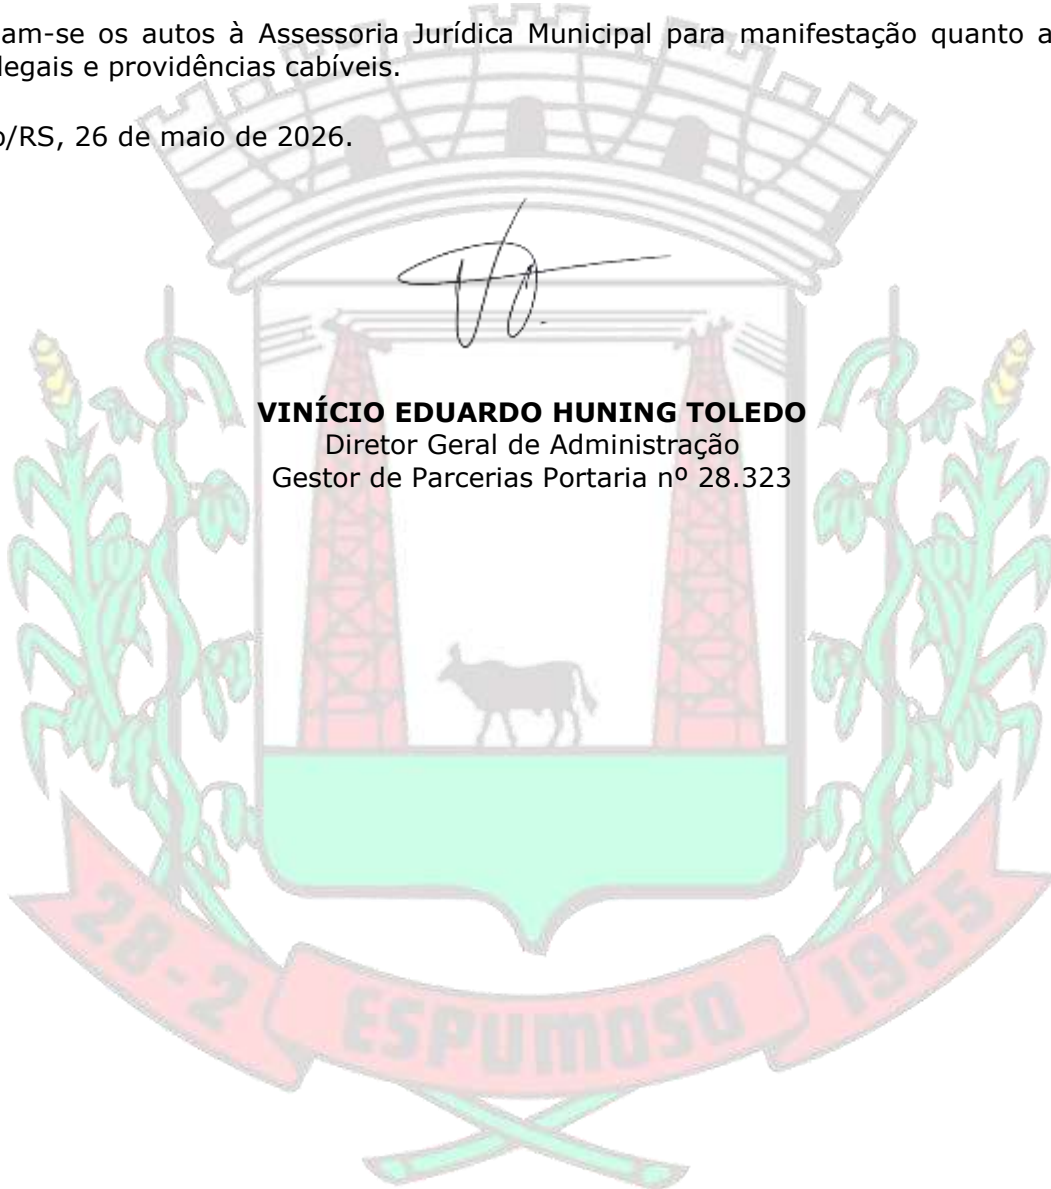 am-se os autos à Assessoria Jurídica Municipal para manifestação quanto a
legais e providências cabíveis.
o/RS, 26 de maio de 2026.
VINÍCIO EDUARDO HUNING TOLEDO
Diretor Geral de Administração
Gestor de Parcerias Portaria nº 28.323
28-2 ESPUMOSO 1955